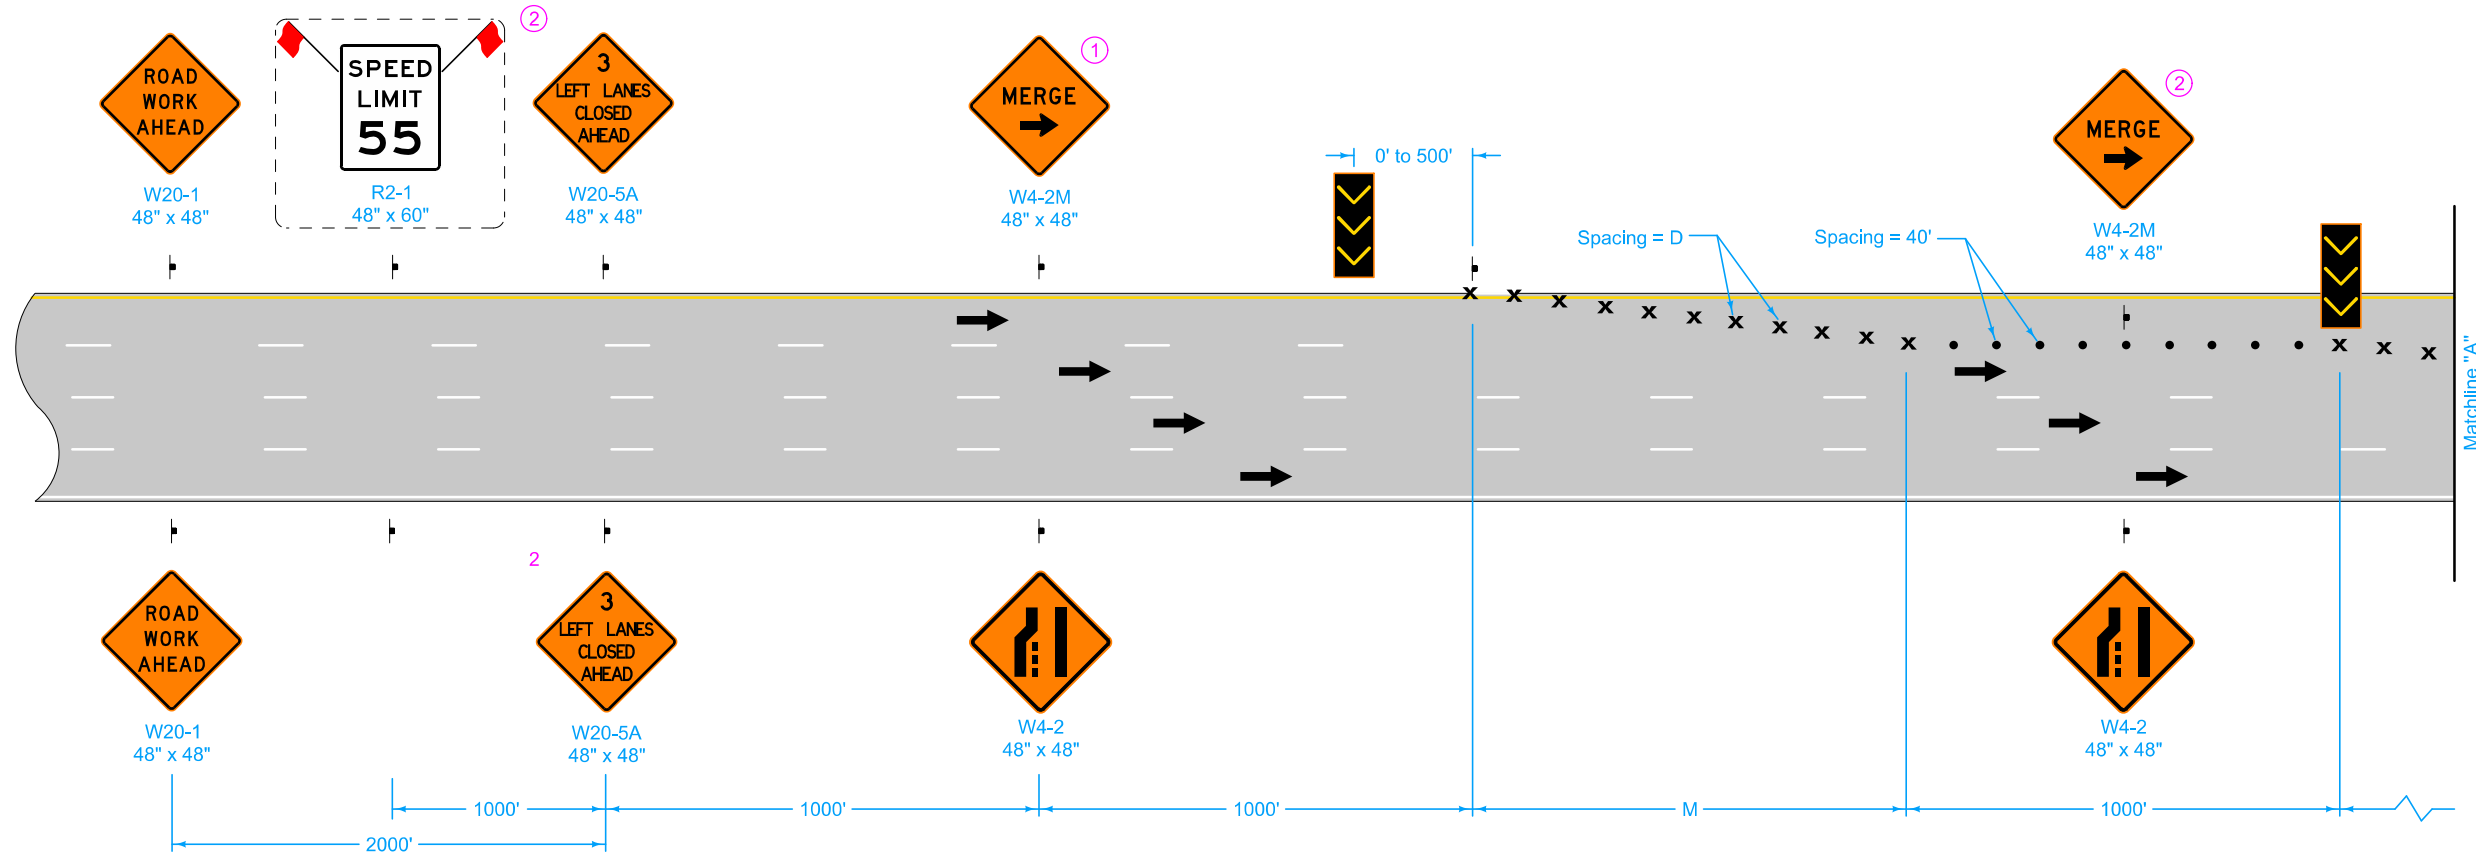 2
ROAD
WORK
AHEAD
W20-1
48" x 48"
SPEED
LIMIT
55
R2-1
48" x 60"
3
LEFT LANES
CLOSED
AHEAD
W20-5A
48" x 48"
1
MERGE
W4-2M
48" x 48"
0' to 500'
2
MERGE
W4-2M
48" x 48"
Spacing = D
Spacing = 40'
x x x x x x x x x x x
x x x
Matchline "A"
2
ROAD
WORK
AHEAD
W20-1
48" x 48"
3
LEFT LANES
CLOSED
AHEAD
W20-5A
48" x 48"
W4-2
48" x 48"
W4-2
48" x 48"
1000'
1000'
1000'
M
1000'
2000'